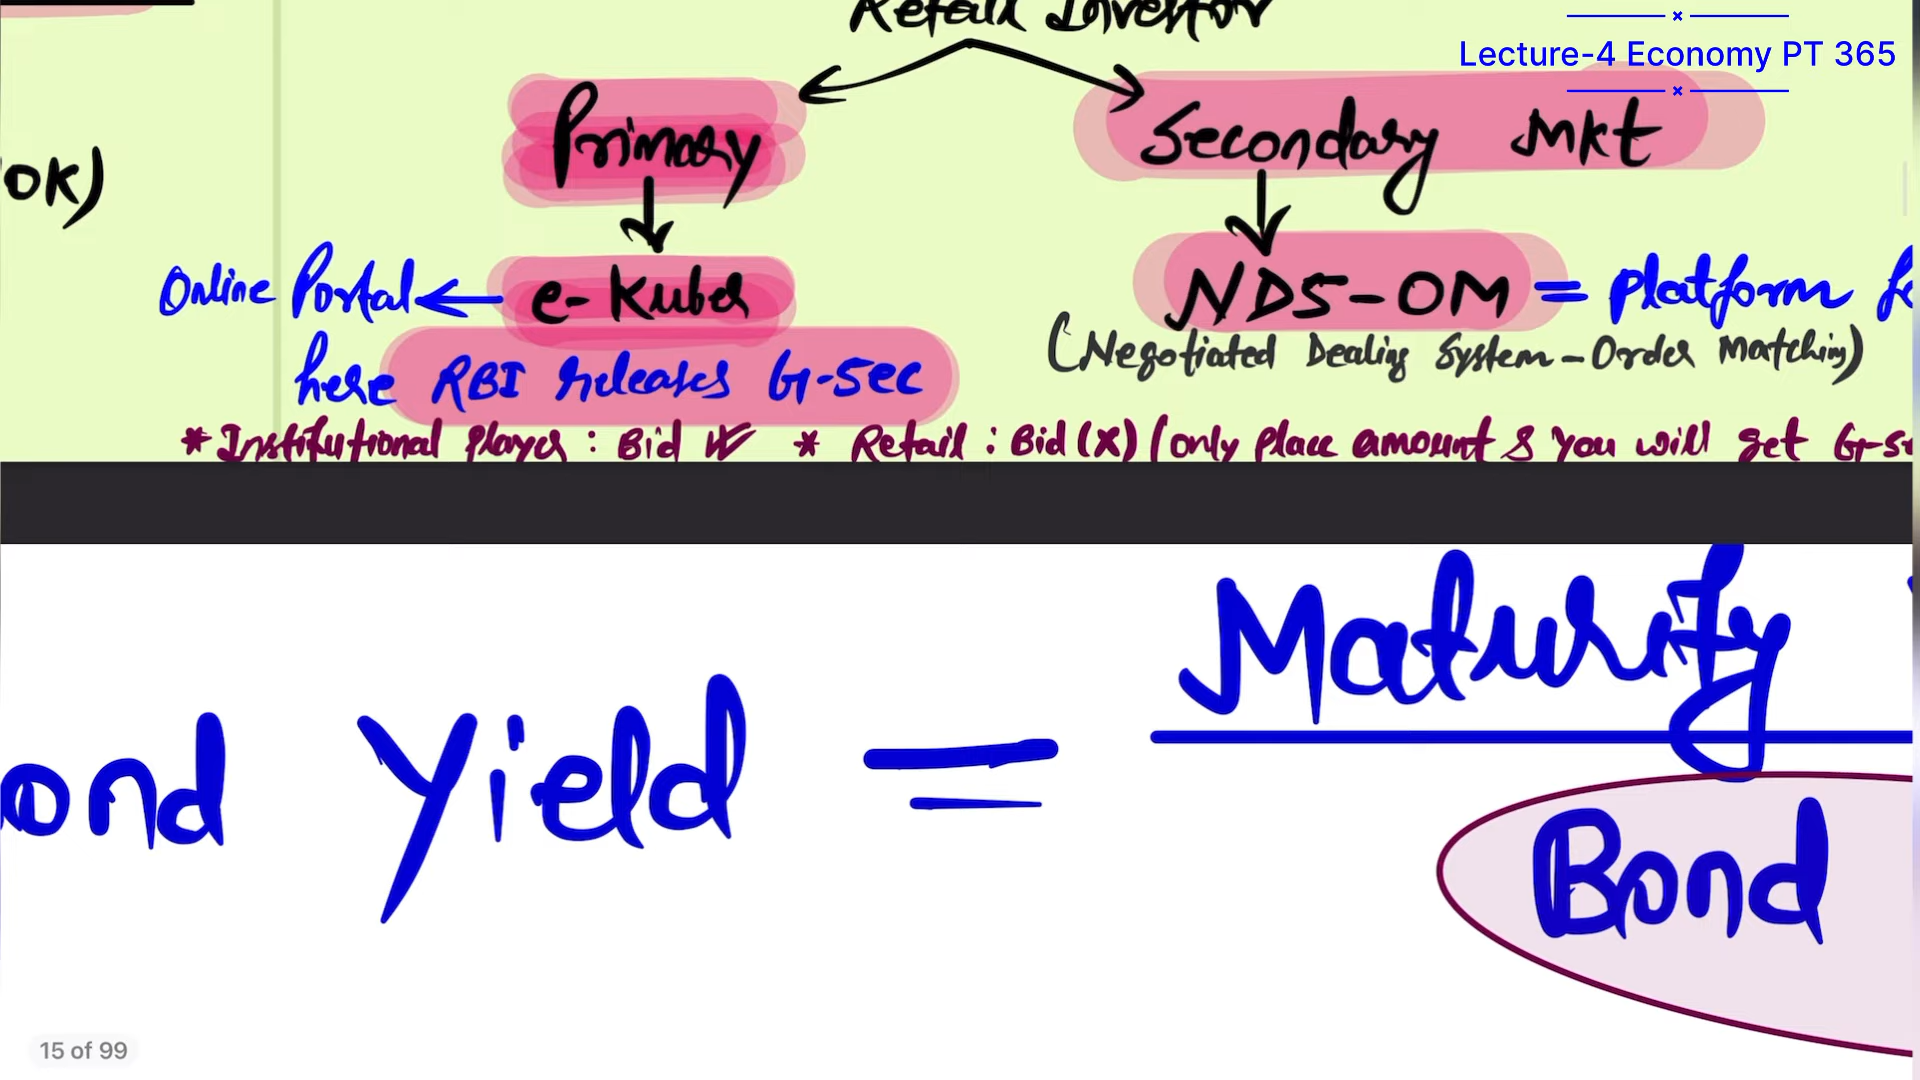 Retail Investor
Lecture-4 Economy PT 365
Primary
Secondary Mkt
OK)
Online Portal
e-Kuber
NDS-OM = Platform
here RBI releases G-Sec
(Negotiated Dealing System-Order Matching)
* Institutional Player : Bid * Retail : Bid (X) (only Place amount & you will get
ond Yield = Maturity
Bond
15 of 99